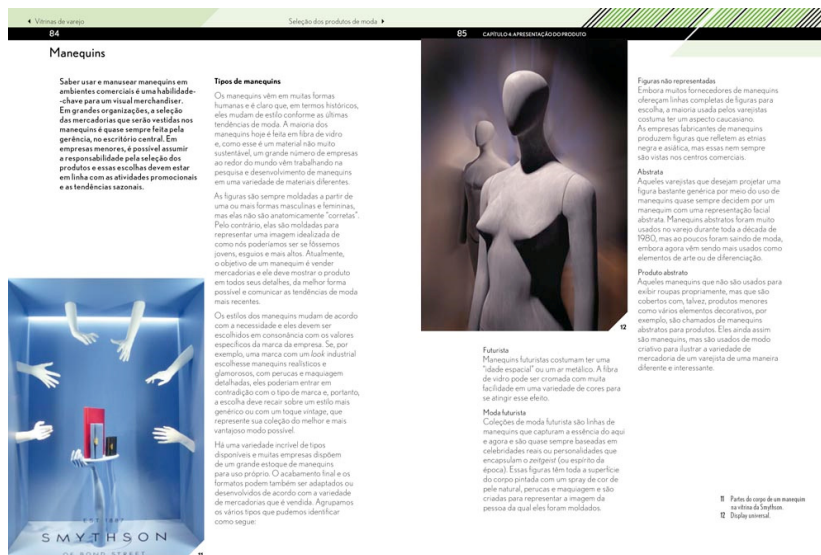 Vitrinas de varejo
Seleção dos produtos de moda
84
85 CAPÍTULO 4: APRESENTAÇÃO DO PRODUTO
Manequins
Saber usar e manusear manequins em
ambientes comerciais é uma habilidade-
-chave para um visual merchandiser.
Em grandes organizações, a seleção
das mercadorias que serão vestidas nos
manequins é quase sempre feita pela
gerência, no escritório central. Em
empresas menores, é possível assumir
a responsabilidade pela seleção dos
produtos e essas escolhas devem estar
em linha com as atividades promocionais
e as tendências sazonais.
Tipos de manequins
Os manequins vêm em muitas formas
humanas e é claro que, em termos históricos,
eles mudam de estilo conforme as últimas
tendências de moda. A maioria dos
manequins hoje é feita em fibra de vidro
e, como esse é um material não muito
sustentável, um grande número de empresas
ao redor do mundo vêm trabalhando na
pesquisa e desenvolvimento de manequins
em uma variedade de materiais diferentes.
As figuras são sempre moldadas a partir de
uma ou mais formas masculinas e femininas,
mas elas não são anatomicamente “corretas”.
Pelo contrário, elas são moldadas para
representar uma imagem idealizada de
como nós poderíamos ser se fôssemos
jovens, esguios e mais altos. Atualmente,
o objetivo de um manequim é vender
mercadorias e ele deve mostrar o produto
em todos seus detalhes, da melhor forma
possível e comunicar as tendências de moda
mais recentes.
Os estilos dos manequins mudam de acordo
com a necessidade e eles devem ser
escolhidos em consonância com os valores
específicos da marca da empresa. Se, por
exemplo, uma marca com um look industrial
escolhesse manequins realísticos e
glamorosos, com perucas e maquiagem
detalhadas, eles poderiam entrar em
contradição com o tipo de marca e, portanto,
a escolha deve recair sobre um estilo mais
genérico ou com um toque vintage, que
represente sua coleção do melhor e mais
vantajoso modo possível.
Há uma variedade incrível de tipos
disponíveis e muitas empresas dispõem
de um grande estoque de manequins
para uso próprio. O acabamento final e os
formatos podem também ser adaptados ou
desenvolvidos de acordo com a variedade
de mercadorias que é vendida. Agrupamos
os vários tipos que pudemos identificar
como segue:
EST 1887
SMYTHSON
OF BOND STREET
11
12
Futurista
Manequins futuristas costumam ter uma
“idade espacial” ou um ar metálico. A fibra
de vidro pode ser cromada com muita
facilidade em uma variedade de cores para
se atingir esse efeito.
Moda futurista
Coleções de moda futurista são linhas de
manequins que capturam a essência do aqui
e agora e são quase sempre baseadas em
celebridades reais ou personalidades que
encapsulam o zeitgeist (ou espírito da
época). Essas figuras têm toda a superfície
do corpo pintada com um spray de cor de
pele natural, perucas e maquiagem e são
criadas para representar a imagem da
pessoa da qual eles foram moldados.
Figuras não representadas
Embora muitos fornecedores de manequins
ofereçam linhas completas de figuras para
escolha, a maioria usada pelos varejistas
costuma ter um aspecto caucasiano.
As empresas fabricantes de manequins
produzem figuras que refletem as etnias
negra e asiática, mas essas nem sempre
são vistas nos centros comerciais.
Abstrata
Aqueles varejistas que desejam projetar uma
figura bastante genérica por meio do uso de
manequins quase sempre decidem por um
manequim com uma representação facial
abstrata. Manequins abstratos foram muito
usados no varejo durante toda a década de
1980, mas ao poucos foram saindo de moda,
embora agora vêm sendo mais usados como
elementos de arte ou de diferenciação.
Produto abstrato
Aqueles manequins que não são usados para
exibir roupas propriamente, mas que são
cobertos com, talvez, produtos menores
como vários elementos decorativos, por
exemplo, são chamados de manequins
abstratos para produtos. Eles ainda assim
são manequins, mas são usados de modo
criativo para ilustrar a variedade de
mercadoria de um varejista de uma maneira
diferente e interessante.
11 Partes do corpo de um manequim
na vitrina da Smythson.
12 Display universal.